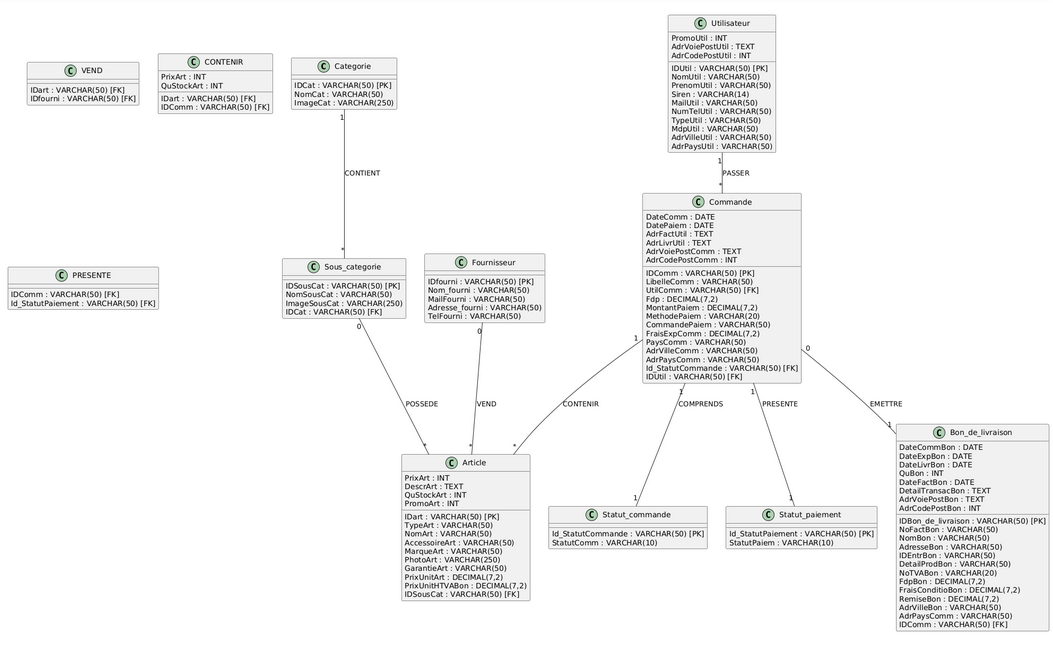 C VEND
IDart : VARCHAR(50) [FK]
IDfourni : VARCHAR(50) [FK]
C CONTENIR
PrixArt : INT
QuStockArt : INT
IDart : VARCHAR(50) [FK]
IDComm : VARCHAR(50) [FK]
C Categorie
IDCat : VARCHAR(50) [PK]
NomCat : VARCHAR(50)
ImageCat : VARCHAR(250)
C Utilisateur
PromoUtil : INT
AdrVoiePostUtil : TEXT
AdrCodePostUtil : INT
IDUtil : VARCHAR(50) [PK]
NomUtil : VARCHAR(50)
PrenomUtil : VARCHAR(50)
Siren : VARCHAR(14)
MailUtil : VARCHAR(50)
NumTelUtil : VARCHAR(50)
TypeUtil : VARCHAR(50)
MdpUtil : VARCHAR(50)
AdrVilleUtil : VARCHAR(50)
AdrPaysUtil : VARCHAR(50)
1
CONTIENT
*
1
PASSER
*
C PRESENTE
IDComm : VARCHAR(50) [FK]
Id_StatutPaiement : VARCHAR(50) [FK]
C Sous_categorie
IDSousCat : VARCHAR(50) [PK]
NomSousCat : VARCHAR(50)
ImageSousCat : VARCHAR(250)
IDCat : VARCHAR(50) [FK]
C Fournisseur
IDfourni : VARCHAR(50) [PK]
Nom_fourni : VARCHAR(50)
MailFourni : VARCHAR(50)
Adresse_fourni : VARCHAR(50)
TelFourni : VARCHAR(50)
C Commande
DateComm : DATE
DatePaiem : DATE
AdrFactUtil : TEXT
AdrLivrUtil : TEXT
AdrVoiePostComm : TEXT
AdrCodePostComm : INT
IDComm : VARCHAR(50) [PK]
LibelleComm : VARCHAR(50)
UtilComm : VARCHAR(50) [FK]
Fdp : DECIMAL(7,2)
MontantPaiem : DECIMAL(7,2)
MethodePaiem : VARCHAR(20)
CommandePaiem : VARCHAR(50)
FraisExpComm : DECIMAL(7,2)
PaysComm : VARCHAR(50)
AdrVilleComm : VARCHAR(50)
AdrPaysComm : VARCHAR(50)
Id_StatutCommande : VARCHAR(50) [FK]
IDUtil : VARCHAR(50) [FK]
0
POSSEDE
*
0
VEND
*
1
CONTENIR
*
1
COMPRENDS
1
1
PRESENTE
1
0
EMETTRE
1
C Article
PrixArt : INT
DescrArt : TEXT
QuStockArt : INT
PromoArt : INT
IDart : VARCHAR(50) [PK]
TypeArt : VARCHAR(50)
NomArt : VARCHAR(50)
AccessoireArt : VARCHAR(50)
MarqueArt : VARCHAR(50)
PhotoArt : VARCHAR(250)
GarantieArt : VARCHAR(50)
PrixUnitArt : DECIMAL(7,2)
PrixUnitHTVABon : DECIMAL(7,2)
IDSousCat : VARCHAR(50) [FK]
C Statut_commande
Id_StatutCommande : VARCHAR(50) [PK]
StatutComm : VARCHAR(10)
C Statut_paiement
Id_StatutPaiement : VARCHAR(50) [PK]
StatutPaiem : VARCHAR(10)
C Bon_de_livraison
DateCommBon : DATE
DateExpBon : DATE
DateLivrBon : DATE
QuBon : INT
DateFactBon : DATE
DetailTransacBon : TEXT
AdrVoiePostBon : TEXT
AdrCodePostBon : INT
IDBon_de_livraison : VARCHAR(50) [PK]
NoFactBon : VARCHAR(50)
NomBon : VARCHAR(50)
AdresseBon : VARCHAR(50)
IDEntrBon : VARCHAR(50)
DetailProdBon : VARCHAR(50)
NoTVABon : VARCHAR(20)
FdpBon : DECIMAL(7,2)
FraisConditioBon : DECIMAL(7,2)
RemiseBon : DECIMAL(7,2)
AdrVilleBon : VARCHAR(50)
AdrPaysComm : VARCHAR(50)
IDComm : VARCHAR(50) [FK]